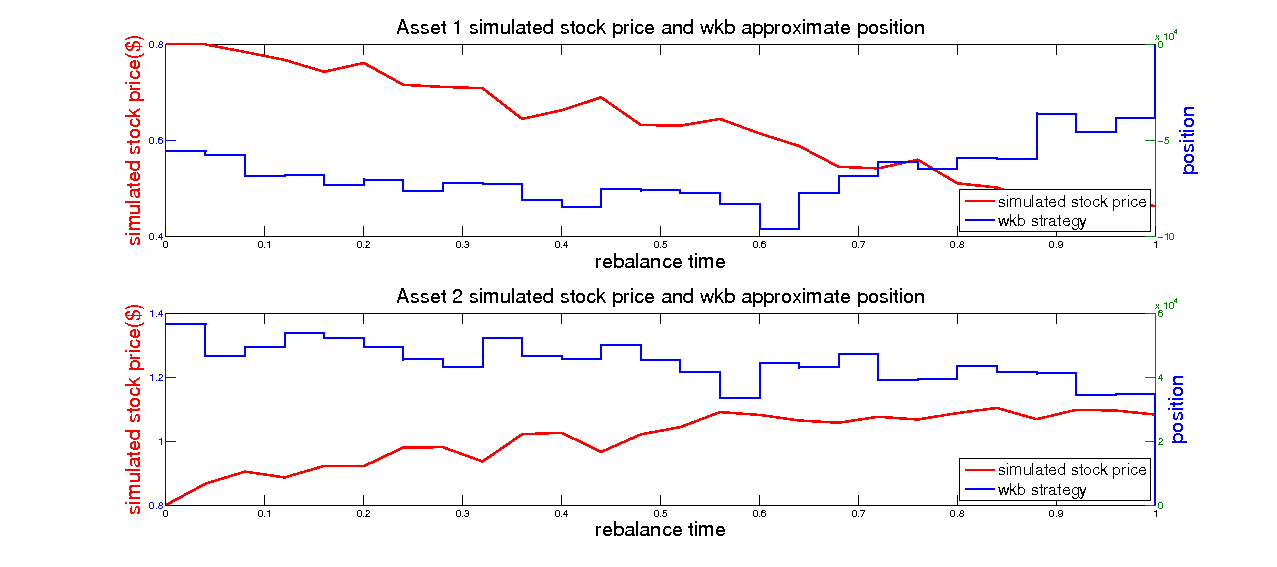 Asset 1 simulated stock price and wkb approximate position
x 10^4
0.8
0.6
0.4
simulated stock price($)
0
−5
−10
position
simulated stock price
wkb strategy
0 0.1 0.2 0.3 0.4 0.5 0.6 0.7 0.8 0.9 1
rebalance time
Asset 2 simulated stock price and wkb approximate position
x 10^4
1.4
1.2
1
0.8
simulated stock price($)
6
4
2
0
position
simulated stock price
wkb strategy
0 0.1 0.2 0.3 0.4 0.5 0.6 0.7 0.8 0.9 1
rebalance time